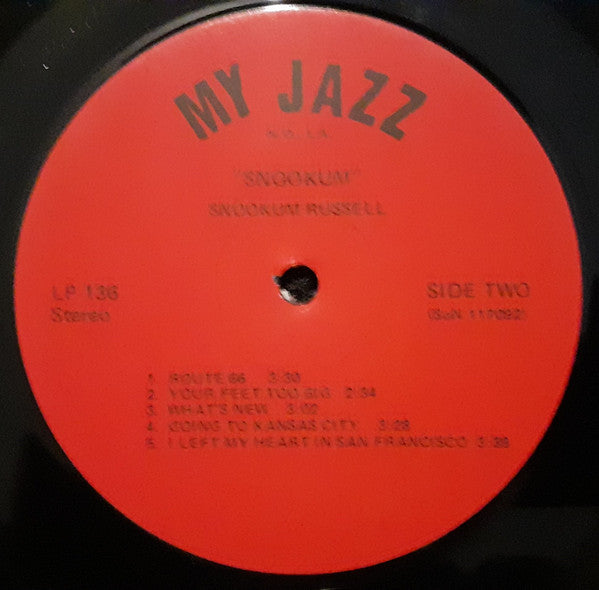 MY JAZZ
N.O., LA.
"SNOOKUM"
SNOOKUM RUSSELL
LP 136
Stereo
SIDE TWO
1. ROUTE 66 3:30
2. YOUR FEET TOO BIG 2:34
3. WHAT'S NEW 3:02
4. GOING TO KANSAS CITY 3:28
5. I LEFT MY HEART IN SAN FRANCISCO 3:39